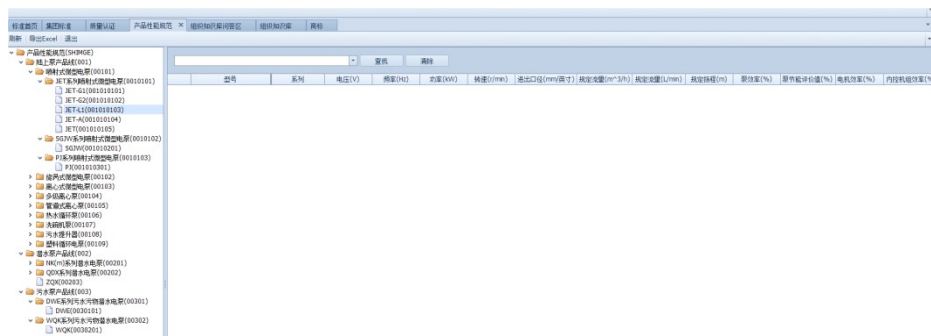 标准首页 集团标准 质量认证 产品性能规范 × 组织知识库问答区 组织知识库 商标
刷新 导出Excel 退出
产品性能规范(SHIMGE)
陆上泵产品线(001)
喷射式微型电泵(00101)
JET系列喷射式微型电泵(0010101)
JET-G1(001010101)
JET-G2(001010102)
JET-L1(001010103)
JET-A(001010104)
JET(001010105)
SGJW系列喷射式微型电泵(0010102)
SGJW(001010201)
PJ系列喷射式微型电泵(0010103)
PJ(001010301)
旋涡式微型电泵(00102)
离心式微型电泵(00103)
多级离心泵(00104)
管道式离心泵(00105)
热水循环泵(00106)
洗碗机泵(00107)
污水提升器(00108)
塑料循环电泵(00109)
潜水泵产品线(002)
NK(m)系列潜水电泵(00201)
QDX系列潜水电泵(00202)
ZQX(00203)
污水泵产品线(003)
DWE系列污水污物潜水电泵(00301)
DWE(0030101)
WQK系列污水污物潜水电泵(00302)
WQK(0030201)
查找 清除
型号 系列 电压(V) 频率(Hz) 功率(kW) 转速(r/min) 进出口径(mm/英寸) 规定流量(m^3/h) 规定流量(L/min) 规定扬程(m) 泵效率(%) 泵节能评价值(%) 电机效率(%) 内控机组效率(%